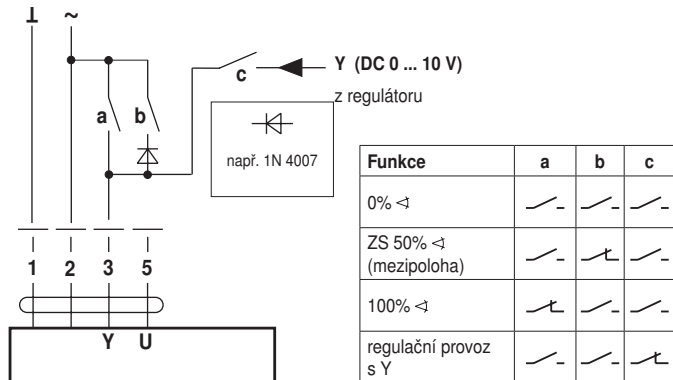 ⊥ ~
a b c
Y (DC 0 ... 10 V)
z regulátoru
např. 1N 4007
1 2 3 5
Y U
Funkce a b c
0% ∢
ZS 50% ∢
(mezipoloha)
100% ∢
regulační provoz
s Y